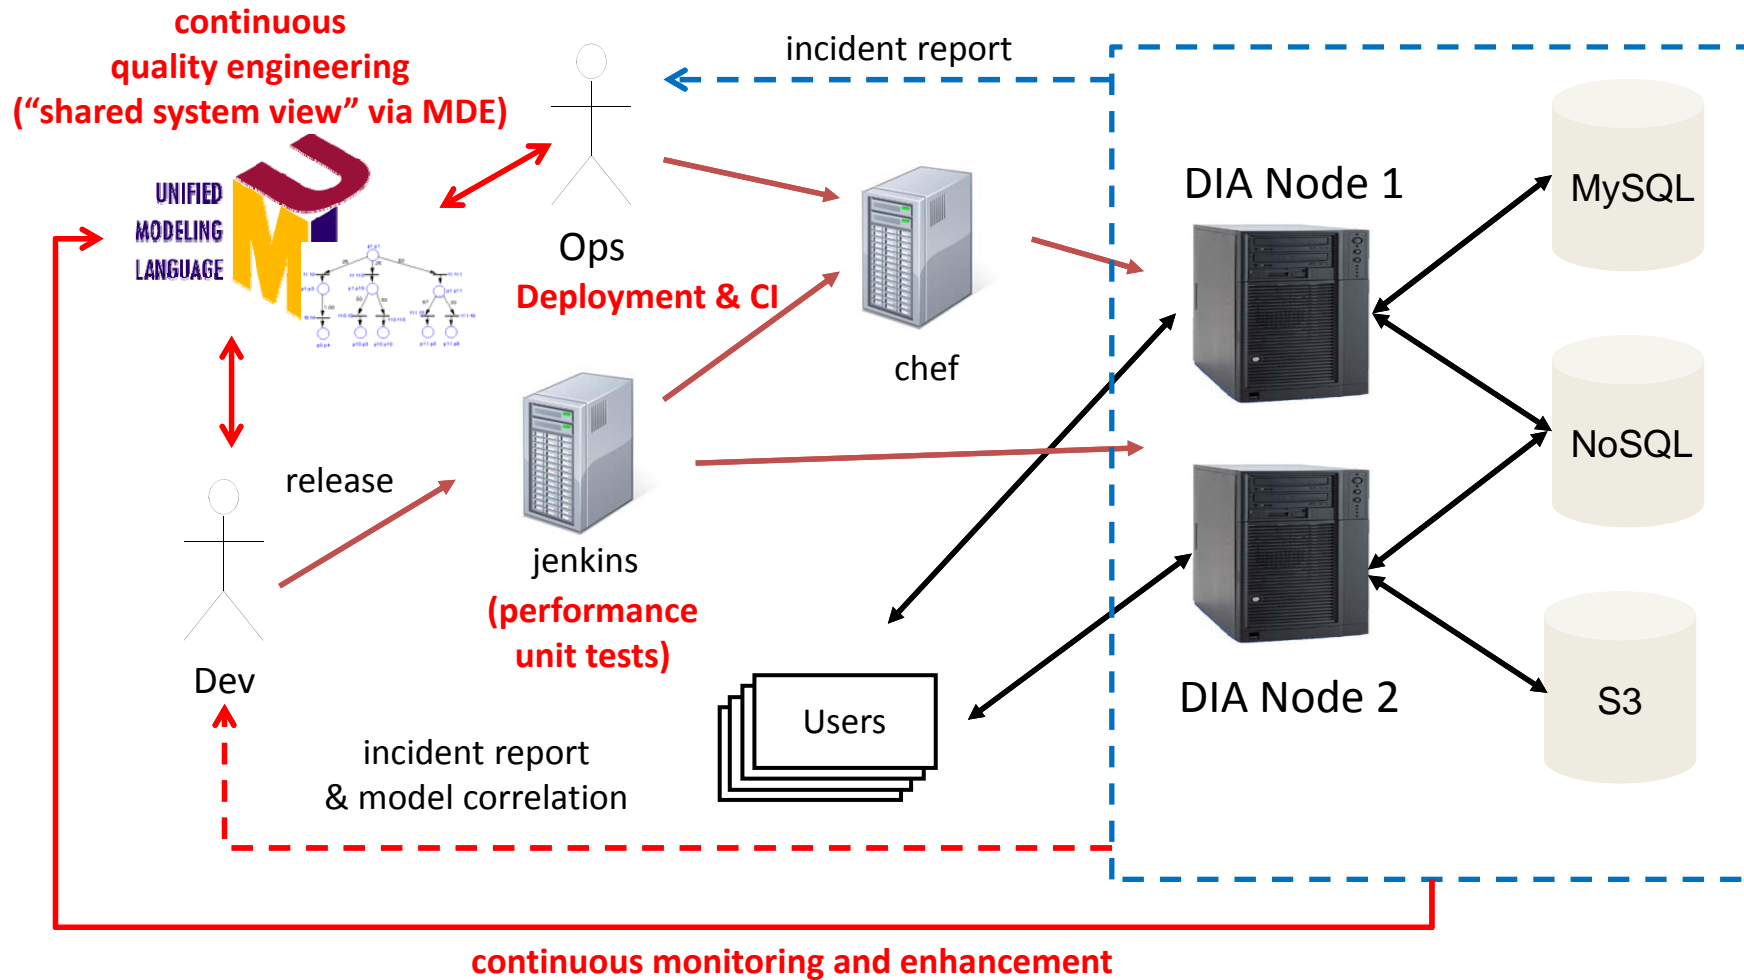 continuous
quality engineering
(“shared system view” via MDE)
incident report
UNIFIED
MODELING
LANGUAGE
UM
Ops
Deployment & CI
chef
DIA Node 1
MySQL
NoSQL
release
jenkins
(performance
unit tests)
Dev
Users
DIA Node 2
S3
incident report
& model correlation
continuous monitoring and enhancement